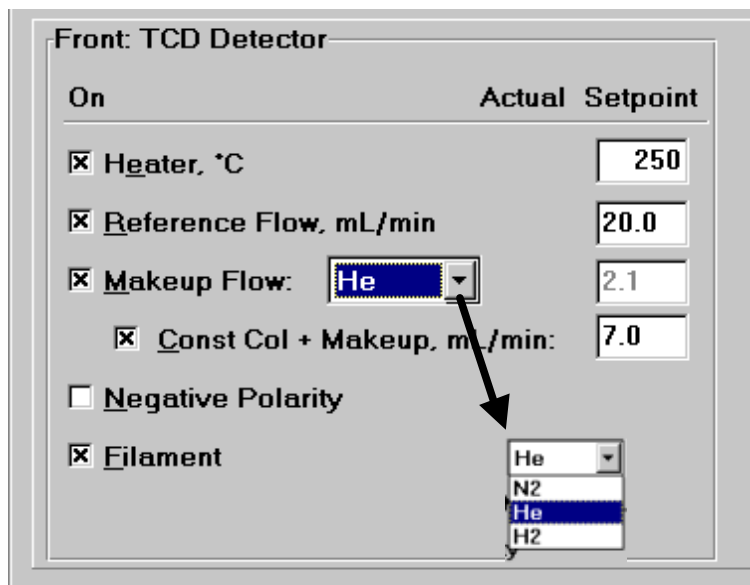 Front: TCD Detector
On Actual Setpoint
Heater, °C 250
Reference Flow, mL/min 20.0
Makeup Flow: He 2.1
Const Col + Makeup, mL/min: 7.0
Negative Polarity
Filament
He
N2
He
H2
y